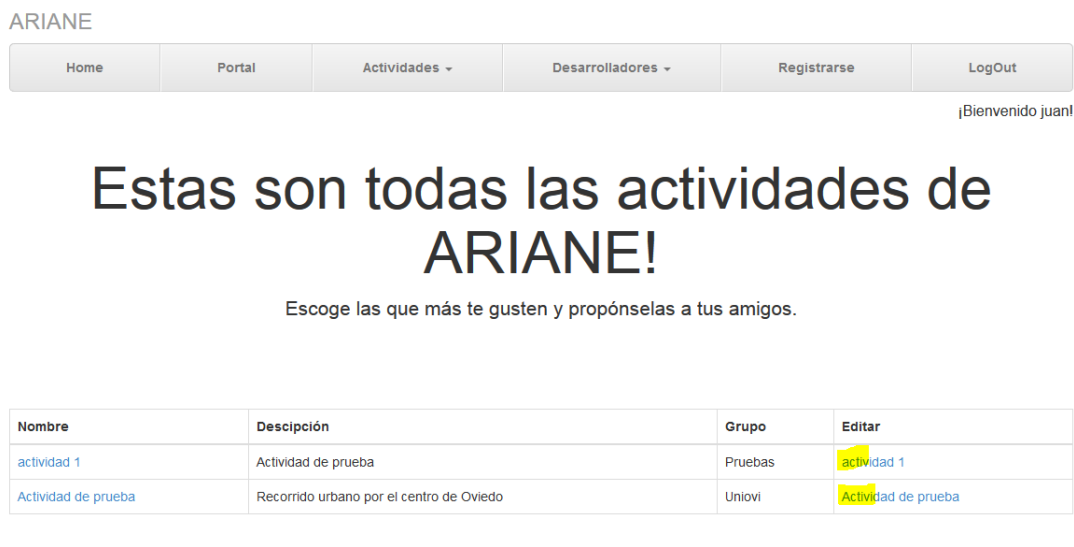 ARIANE
Home Portal Actividades Desarrolladores Registrarse LogOut
¡Bienvenido juan!
Estas son todas las actividades de
ARIANE!
Escoge las que más te gusten y propónselas a tus amigos.
Nombre Descipción Grupo Editar
actividad 1 Actividad de prueba Pruebas actividad 1
Actividad de prueba Recorrido urbano por el centro de Oviedo Uniovi Actividad de prueba